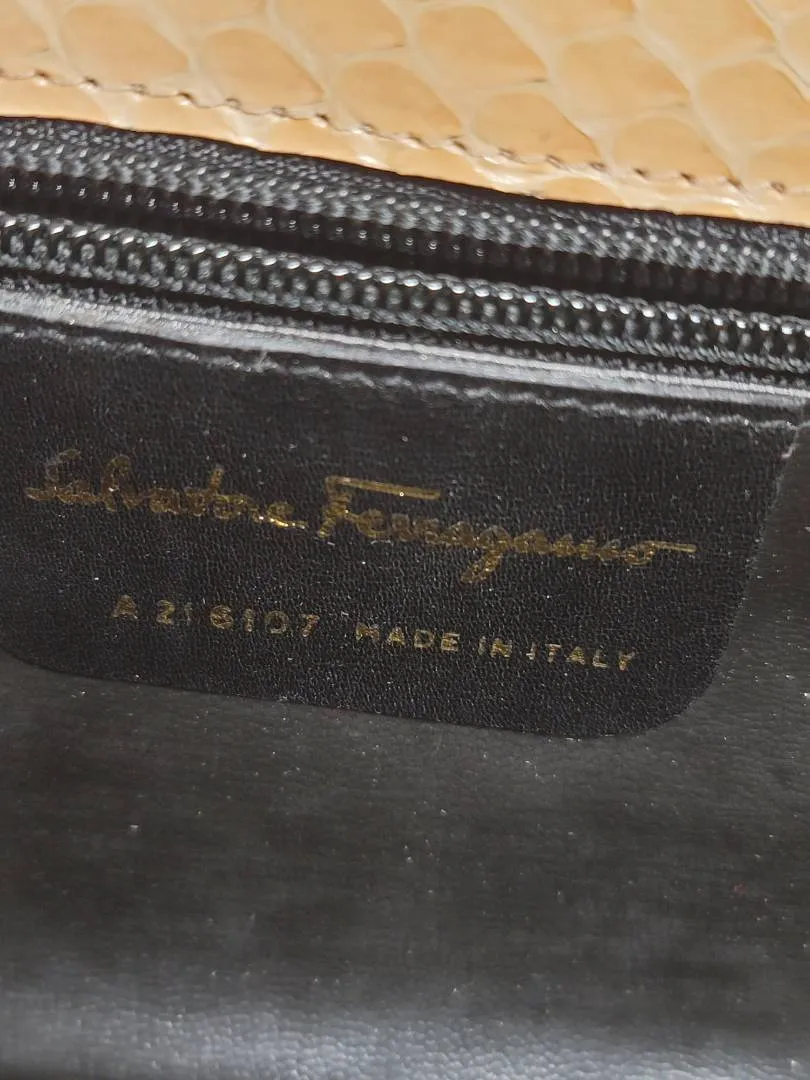 Salvatore Ferragamo
A 21 6107 MADE IN ITALY